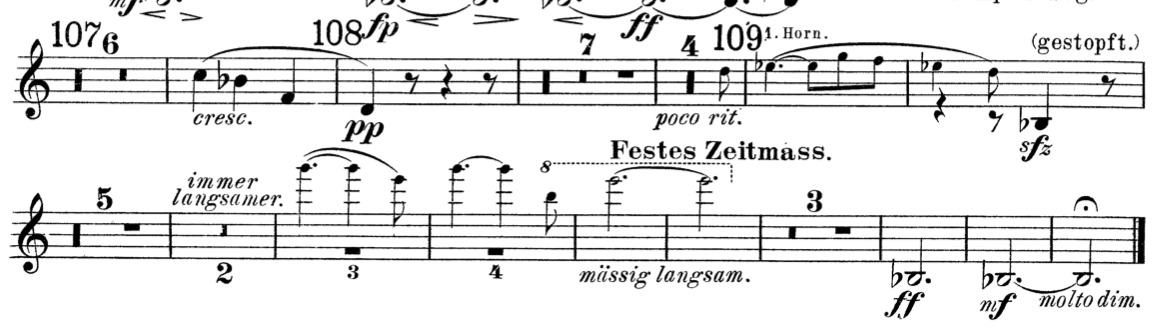 mf
fp ff
107 6 108 7 4 109 1. Horn. (gestopft.)
cresc. pp poco rit. sfz
Festes Zeitmass.
5 immer 8 3
langsamer.
2 3 4 mässig langsam. ff mf molto dim.